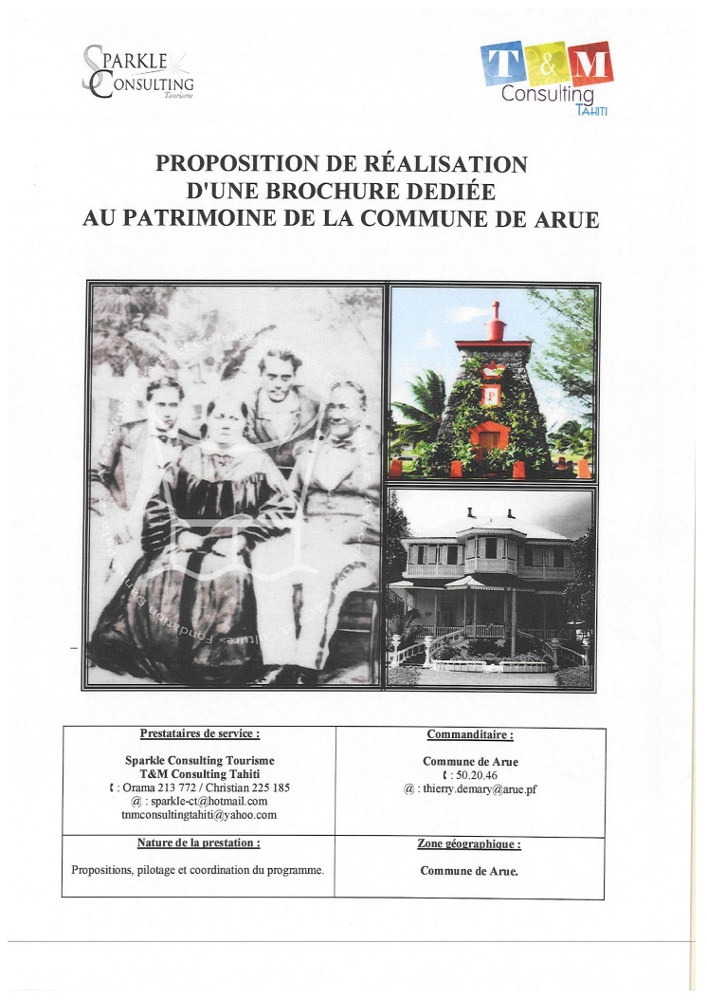 SPARKLE
CONSULTING
Tourisme
T & M
Consulting
TAHITI
PROPOSITION DE RÉALISATION
D'UNE BROCHURE DEDIÉE
AU PATRIMOINE DE LA COMMUNE DE ARUE
P
Prestataires de service :
Sparkle Consulting Tourisme
T&M Consulting Tahiti
: Orama 213 772 / Christian 225 185
@ : sparkle-ct@hotmail.com
tnmconsultingtahiti@yahoo.com
Commanditaire :
Commune de Arue
: 50.20.46
@ : thierry.demary@arue.pf
Nature de la prestation :
Propositions, pilotage et coordination du programme.
Zone géographique :
Commune de Arue.